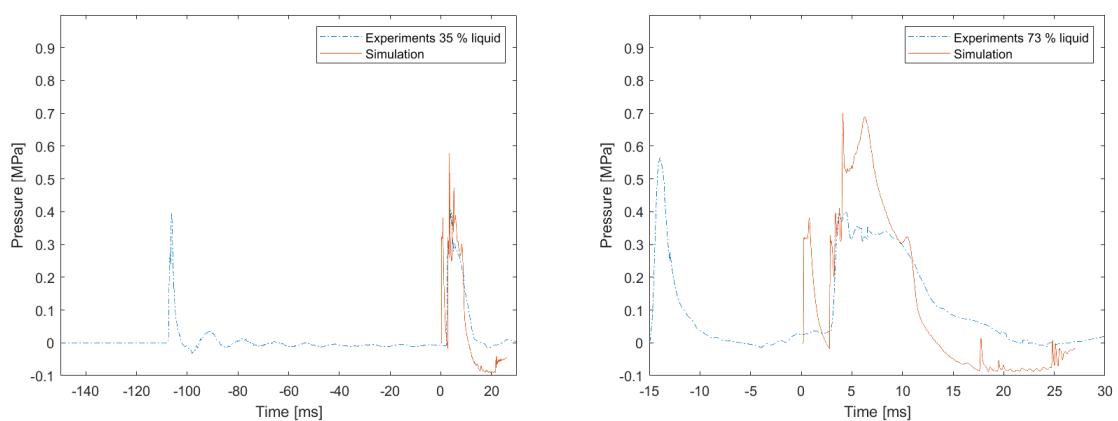 Experiments 35 % liquid
Simulation
0.9
0.8
0.7
0.6
0.5
0.4
0.3
0.2
0.1
0
-0.1
Pressure [MPa]
-140 -120 -100 -80 -60 -40 -20 0 20
Time [ms]
Experiments 73 % liquid
Simulation
0.9
0.8
0.7
0.6
0.5
0.4
0.3
0.2
0.1
0
-0.1
Pressure [MPa]
-15 -10 -5 0 5 10 15 20 25 30
Time [ms]